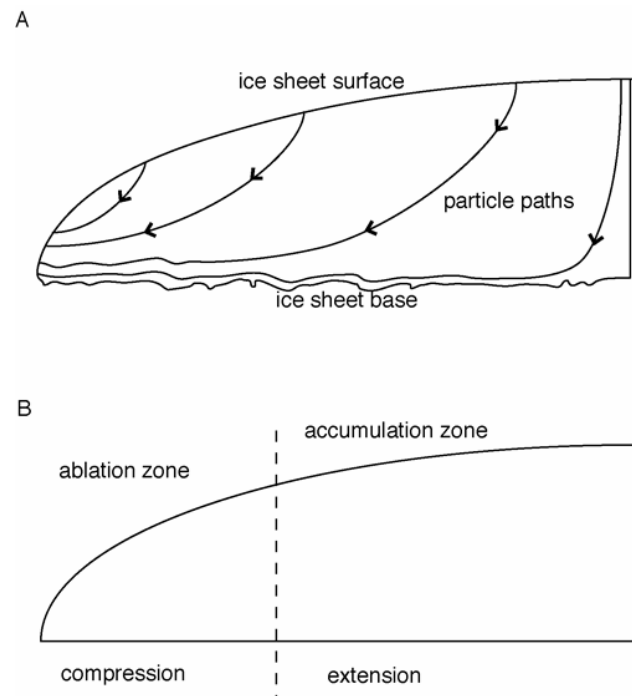 A
ice sheet surface
particle paths
ice sheet base
B
accumulation zone
ablation zone
compression
extension